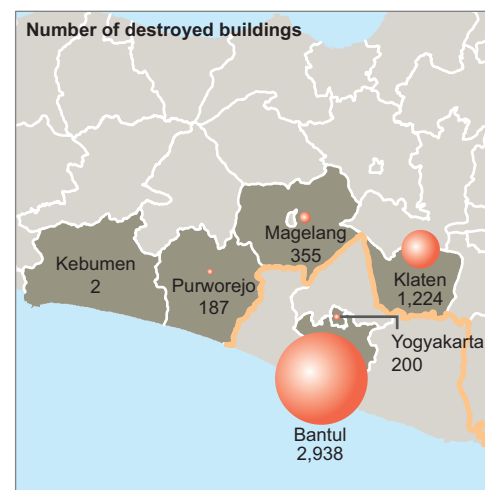 Number of destroyed buildings
Magelang
355
Kebumen
2
Purworejo
187
Klaten
1,224
Yogyakarta
200
Bantul
2,938